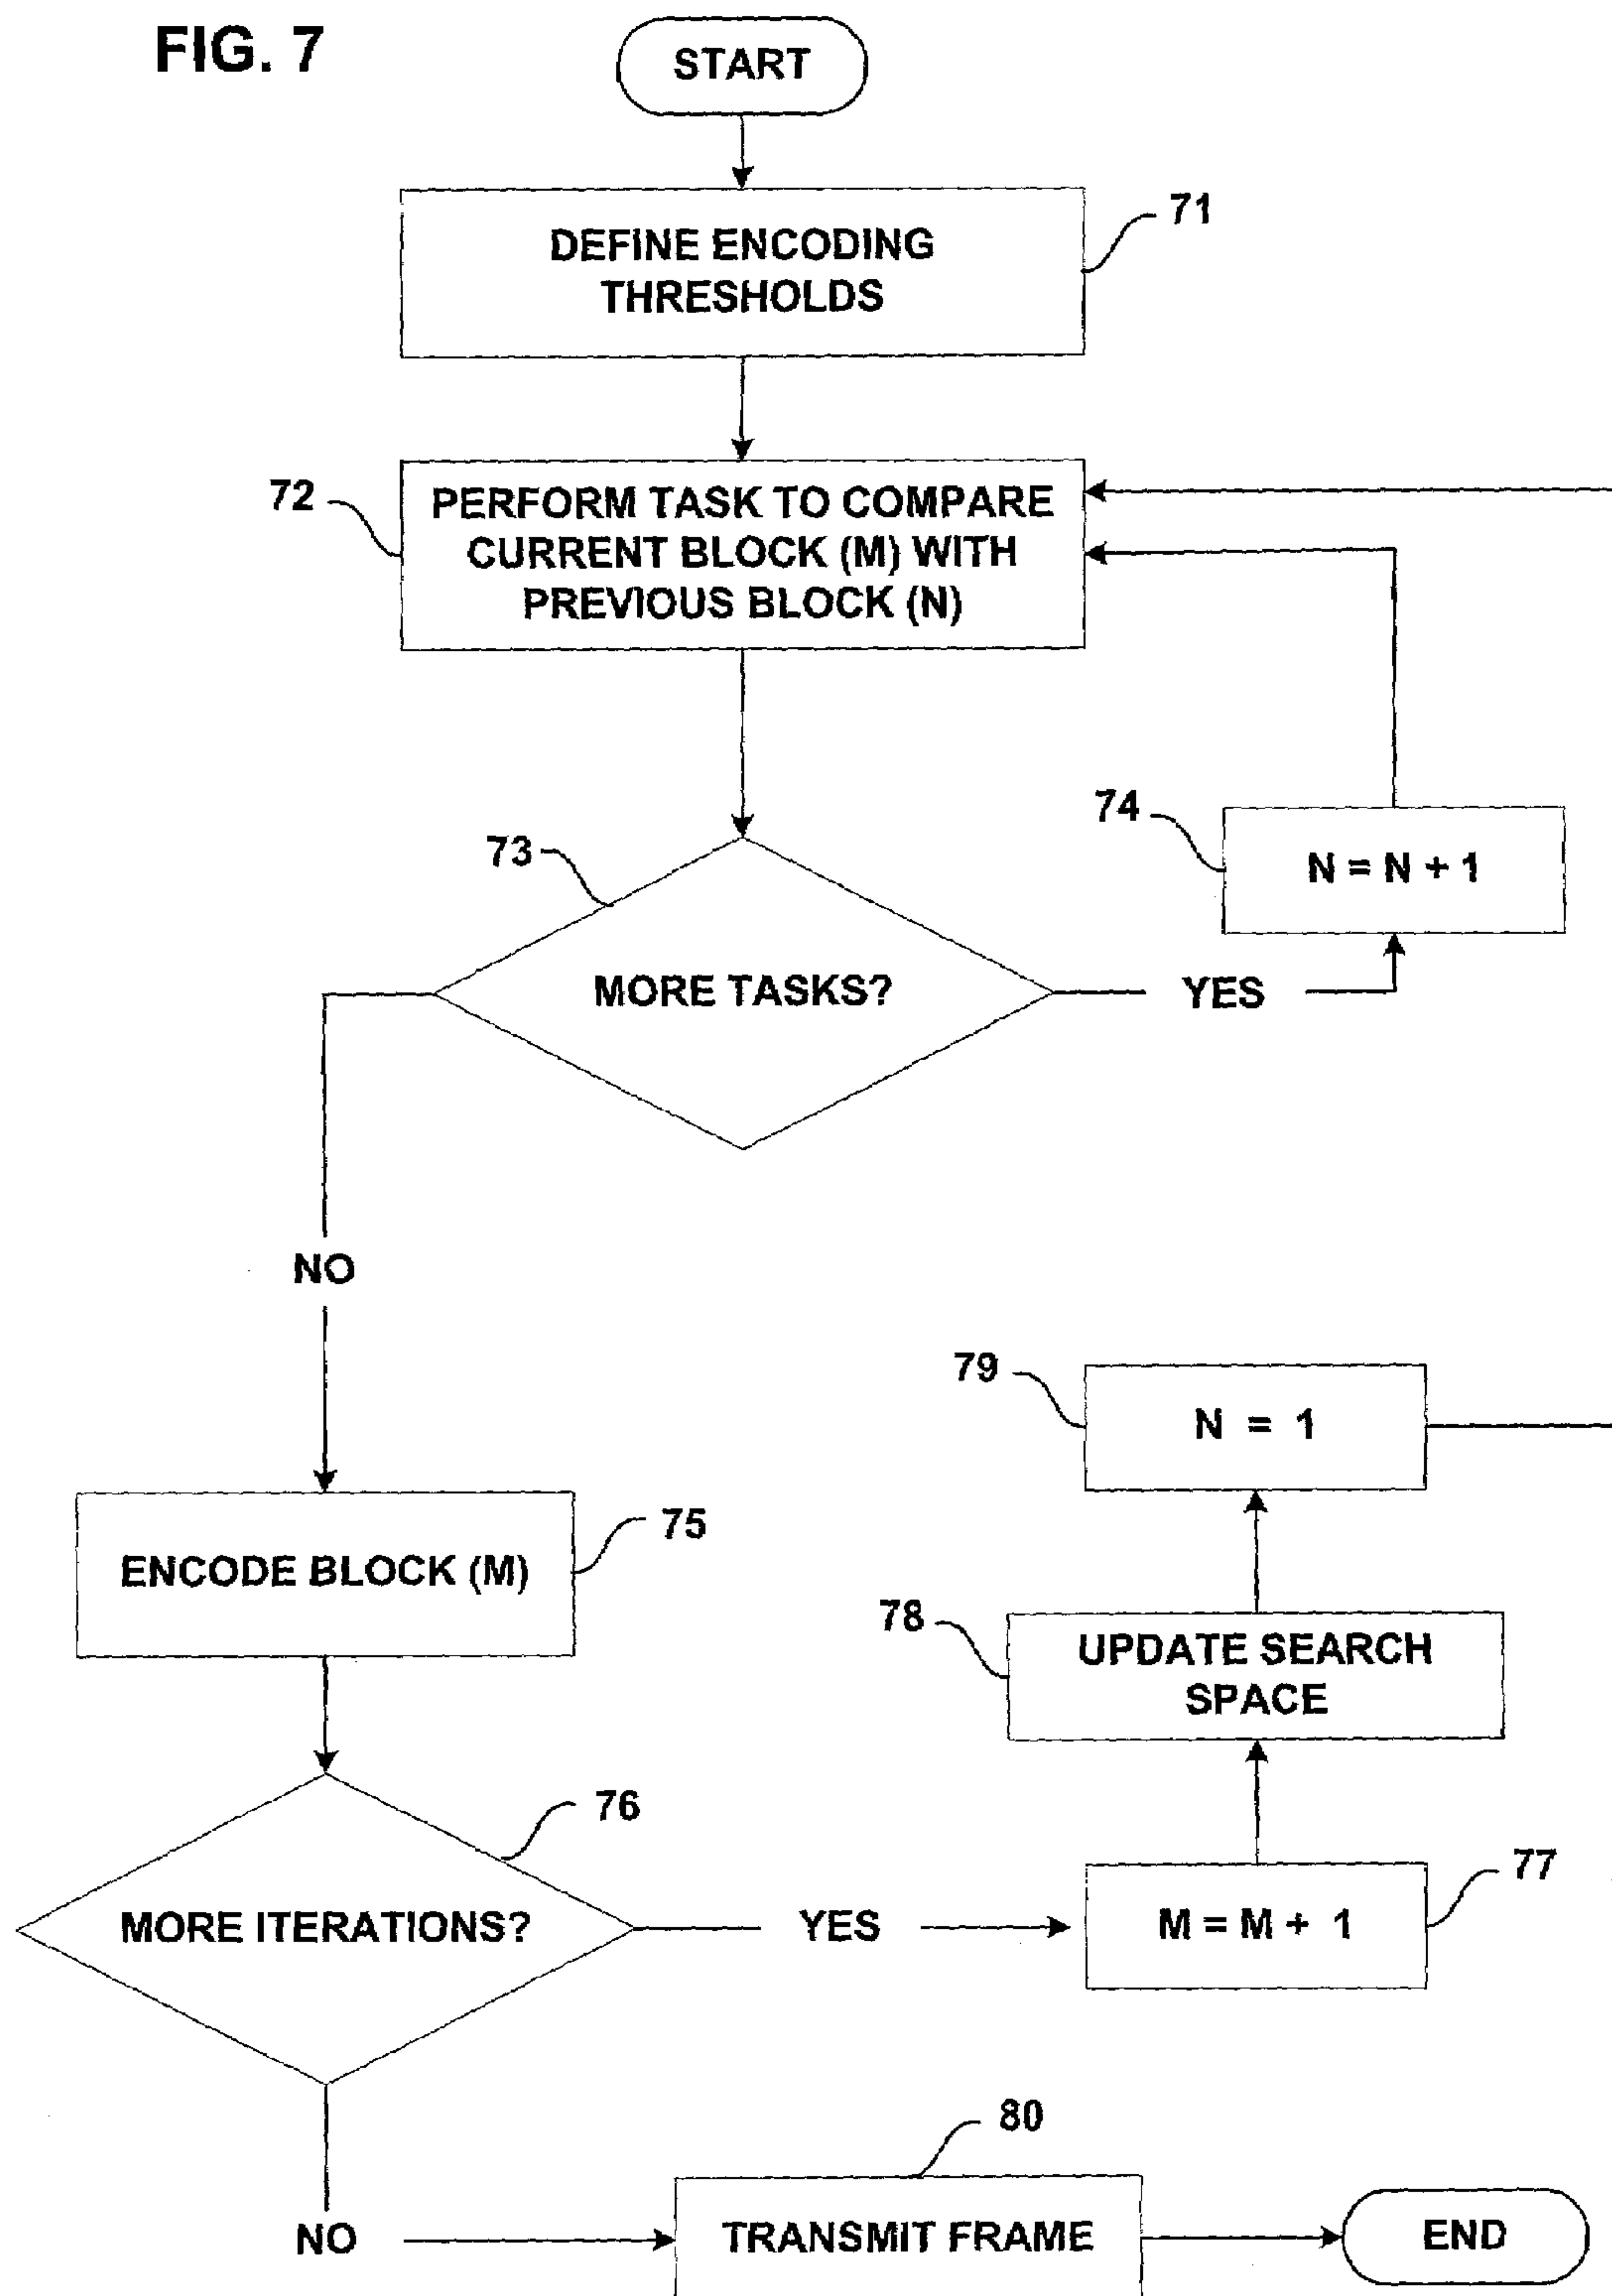 FIG. 7
START
71
DEFINE ENCODING
THRESHOLDS
72
PERFORM TASK TO COMPARE
CURRENT BLOCK (M) WITH
PREVIOUS BLOCK (N)
73
MORE TASKS?
YES
74
N = N + 1
NO
75
ENCODE BLOCK (M)
76
MORE ITERATIONS?
YES
77
M = M + 1
78
UPDATE SEARCH
SPACE
79
N = 1
NO
80
TRANSMIT FRAME
END